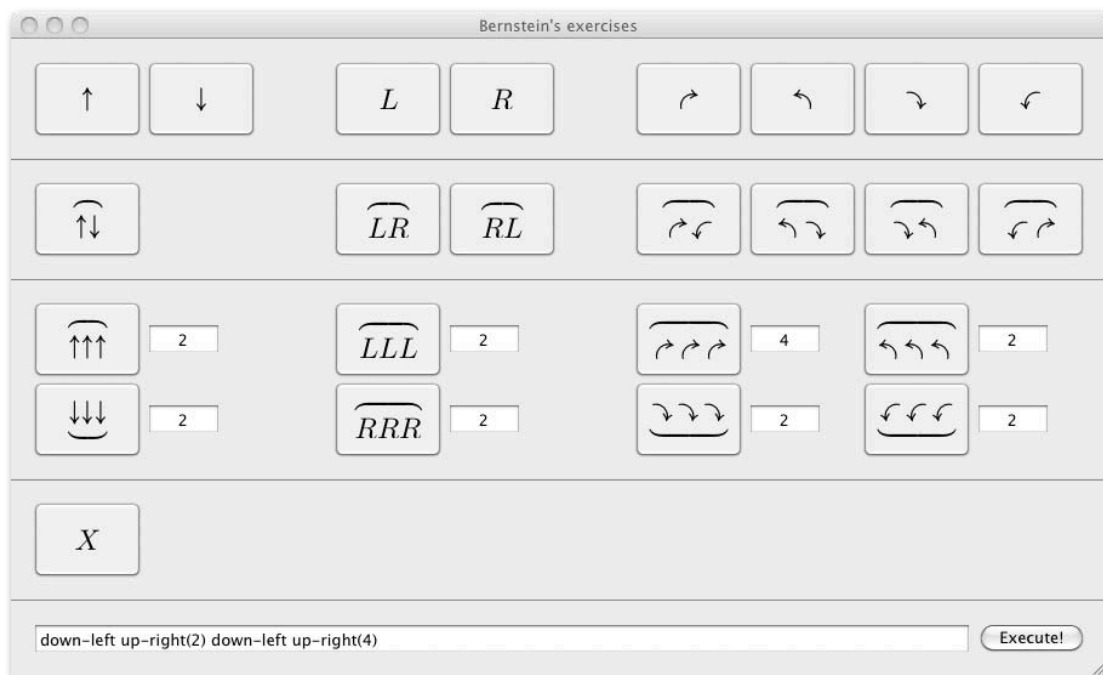 Bernstein's exercises
↑ ↓ L R ↱ ↰ ⤵ ↙
↑↓ LR RL ↱↙ ↰⤵ ⤵↰ ↙↱
↑↑↑ 2 LLL 2 ↱↱↱ 4 ↰↰↰ 2
↓↓↓ 2 RRR 2 ⤵⤵⤵ 2 ↙↙↙ 2
X
down-left up-right(2) down-left up-right(4) Execute!